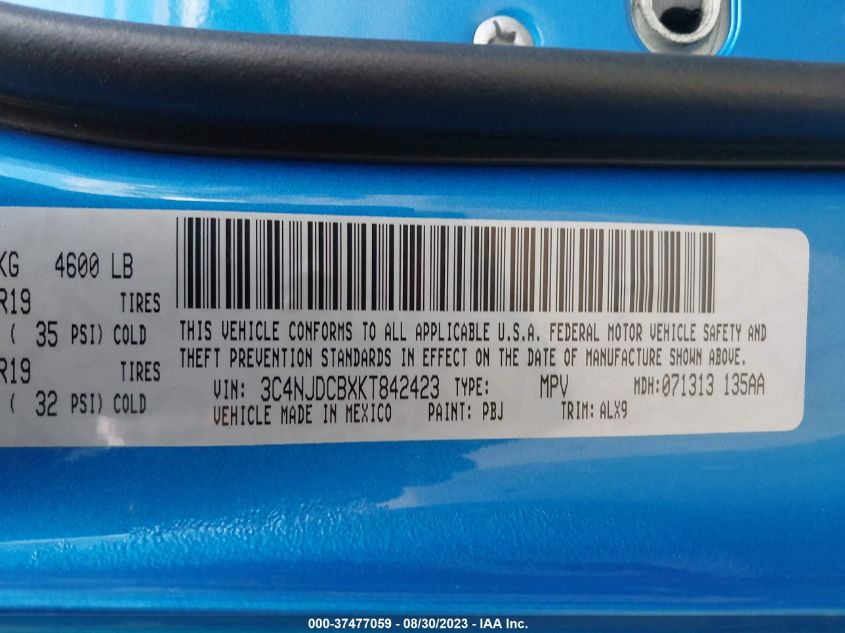 KG 4600 LB
R19 TIRES
( 35 PSI) COLD
R19 TIRES
( 32 PSI) COLD
THIS VEHICLE CONFORMS TO ALL APPLICABLE U.S.A. FEDERAL MOTOR VEHICLE SAFETY AND
THEFT PREVENTION STANDARDS IN EFFECT ON THE DATE OF MANUFACTURE SHOWN ABOVE.
VIN: 3C4NJDCBXKT842423 TYPE: MPV MDH:071313 135AA
VEHICLE MADE IN MEXICO PAINT: PBJ TRIM: ALX9
000-37477059 - 08/30/2023 - IAA Inc.